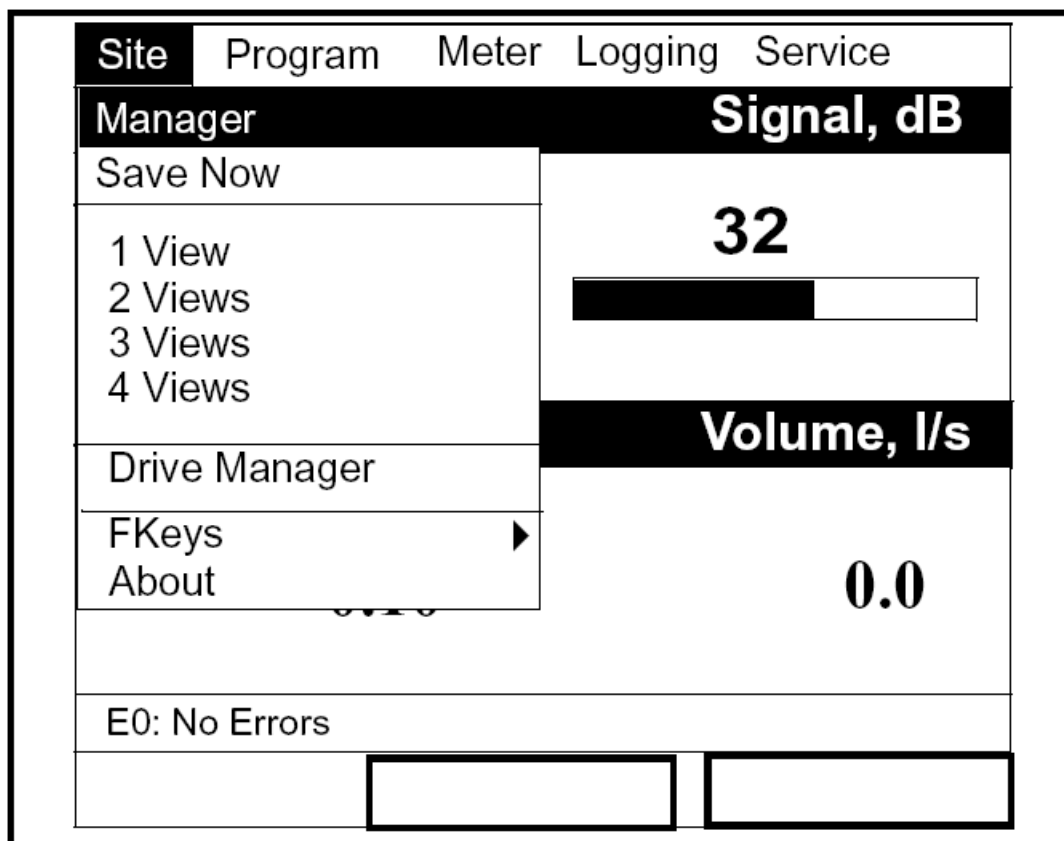 Site Program Meter Logging Service
Manager
Signal, dB
Save Now
32
1 View
2 Views
3 Views
4 Views
Volume, l/s
Drive Manager
FKeys
About
0.0
E0: No Errors